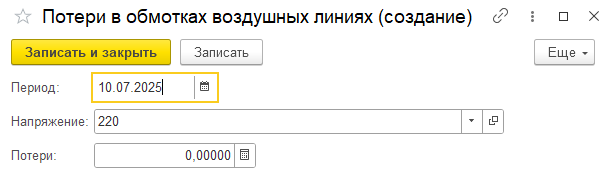 Потери в обмотках воздушных линиях (создание)
Записать и закрыть Записать Еще
Период: 10.07.2025
Напряжение: 220
Потери: 0,00000